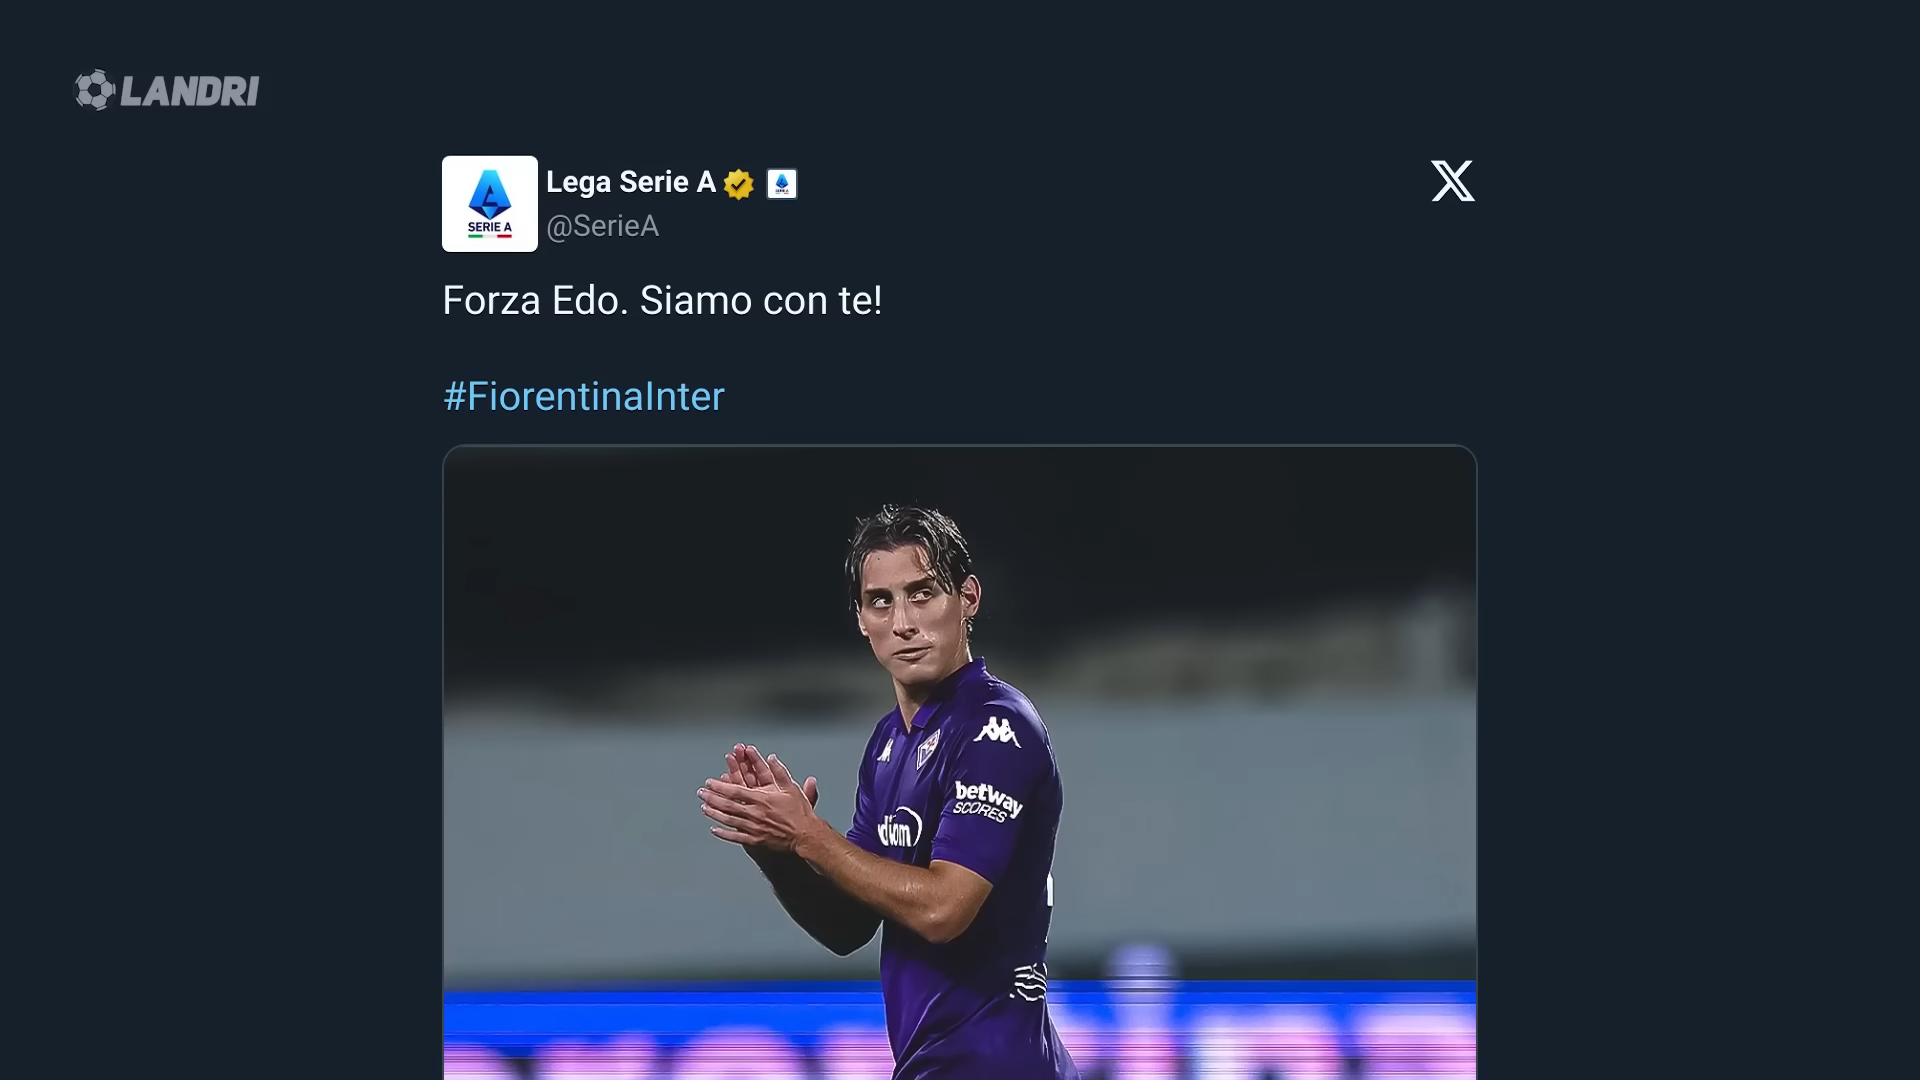 LANDRI
Lega Serie A
SERIE A
@SerieA
Forza Edo. Siamo con te!
#FiorentinaInter
betway
SCORES